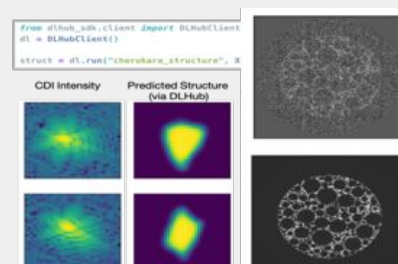 from dlhub_sdk.client import DLHubClient
dl = DLHubClient()
struct = dl.run("cherukara_structure", X
CDI Intensity
Predicted Structure
(via DLHub)